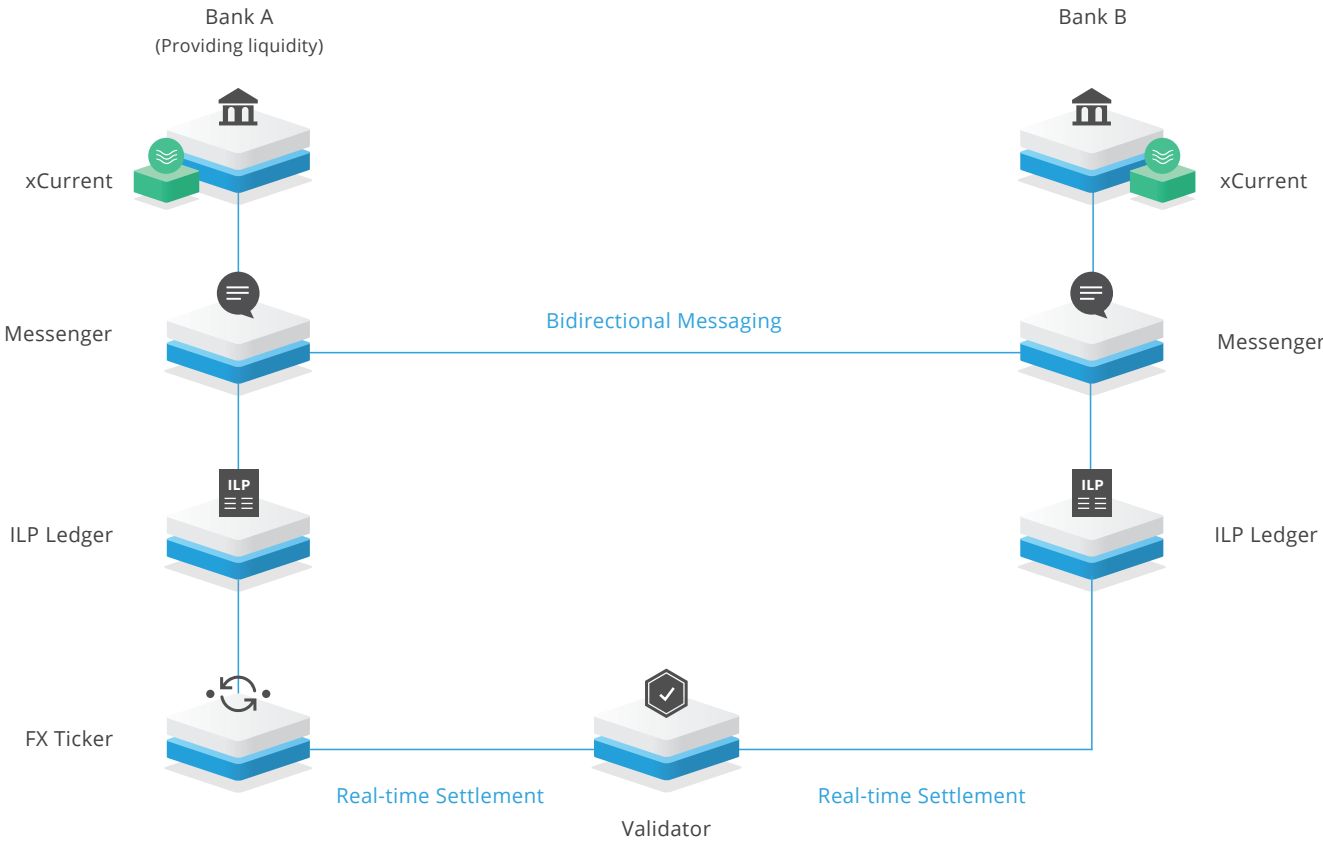 Bank A
(Providing liquidity)
Bank B
xCurrent
xCurrent
Messenger
Bidirectional Messaging
Messenger
ILP
ILP
ILP Ledger
ILP Ledger
FX Ticker
Real-time Settlement
Real-time Settlement
Validator